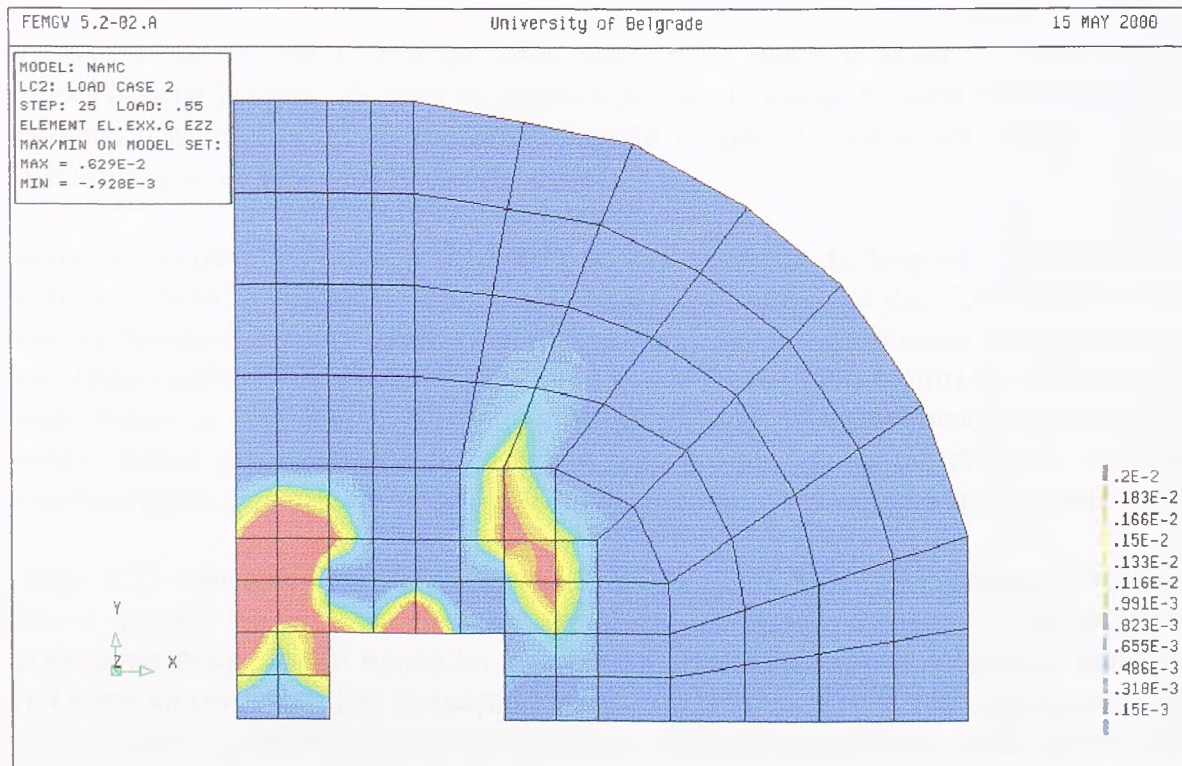 FEMGV 5.2-02.A
University of Belgrade
15 MAY 2000
MODEL: NAMC
LC2: LOAD CASE 2
STEP: 25 LOAD: .55
ELEMENT EL.EXX.G EZZ
MAX/MIN ON MODEL SET:
MAX = .629E-2
MIN = -.928E-3
.2E-2
.183E-2
.166E-2
.15E-2
.133E-2
.116E-2
.991E-3
.823E-3
.655E-3
.486E-3
.318E-3
.15E-3
Y
Z X